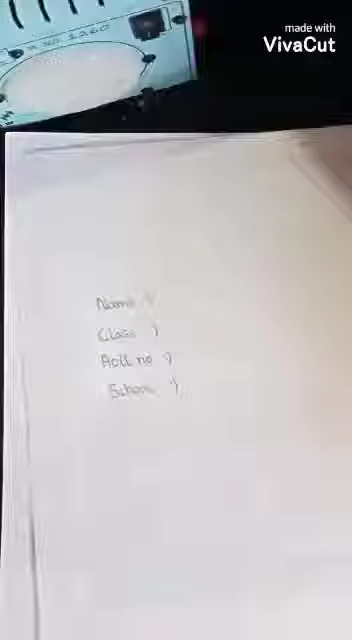 made with
VivaCut
Name :)
Class :)
Roll no :)
School :)